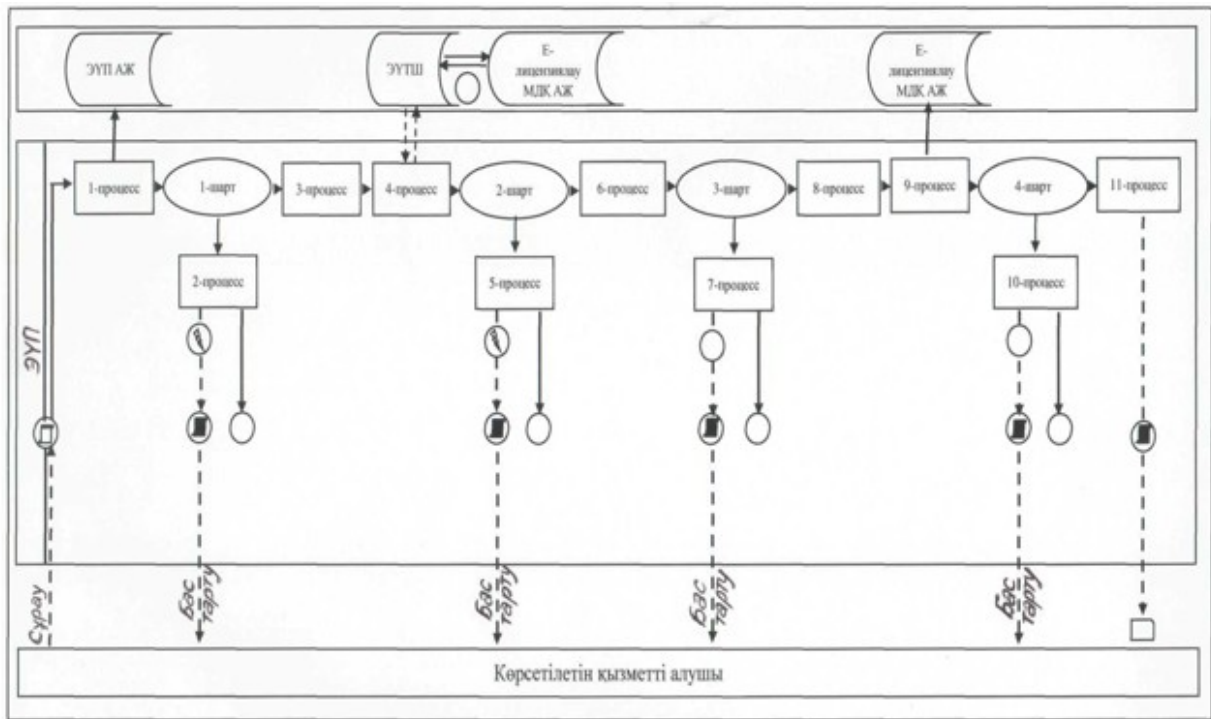 ЭҮП АЖ
ЭҮТШ
Е-
лицензиялау
МДҚ АЖ
Е-
лицензиялау
МДҚ АЖ
1-процесс
1-шарт
3-процесс
4-процесс
2-шарт
6-процесс
3-шарт
8-процесс
9-процесс
4-шарт
11-процесс
2-процесс
5-процесс
7-процесс
10-процесс
ЭҮП
Сұрау
Бас
тарту
Бас
тарту
Бас
тарту
Бас
тарту
Көрсетілетін қызметті алушы